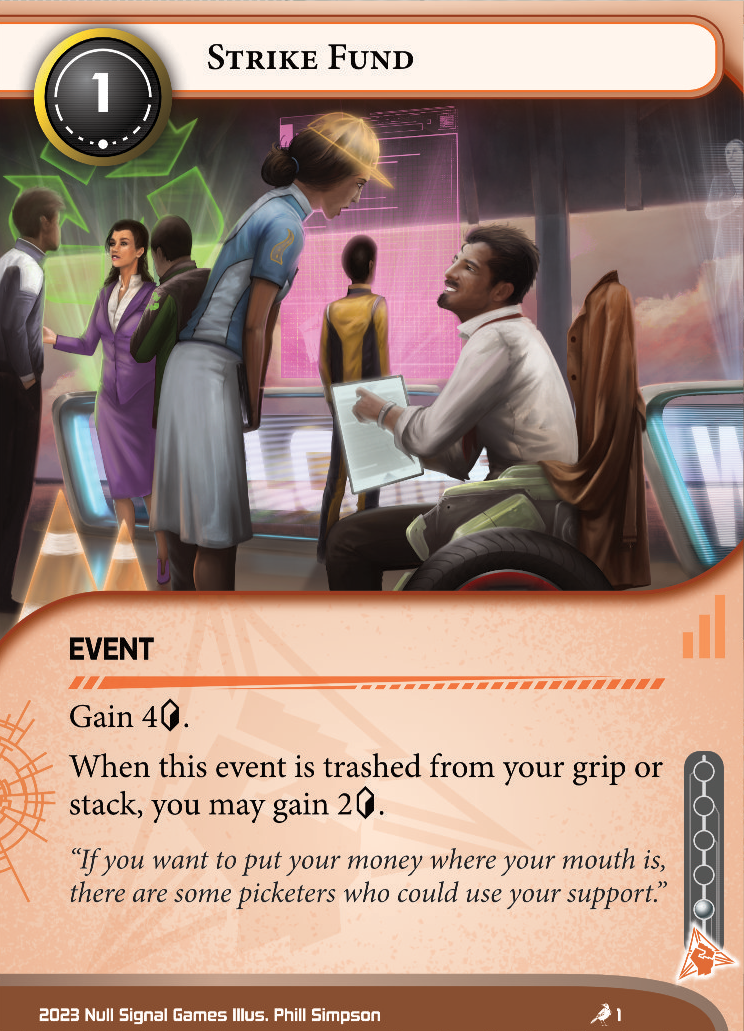 1
Strike Fund
EVENT
Gain 4.
When this event is trashed from your grip or
stack, you may gain 2.
“If you want to put your money where your mouth is,
there are some picketers who could use your support.”
2023 Null Signal Games Illus. Phill Simpson
1